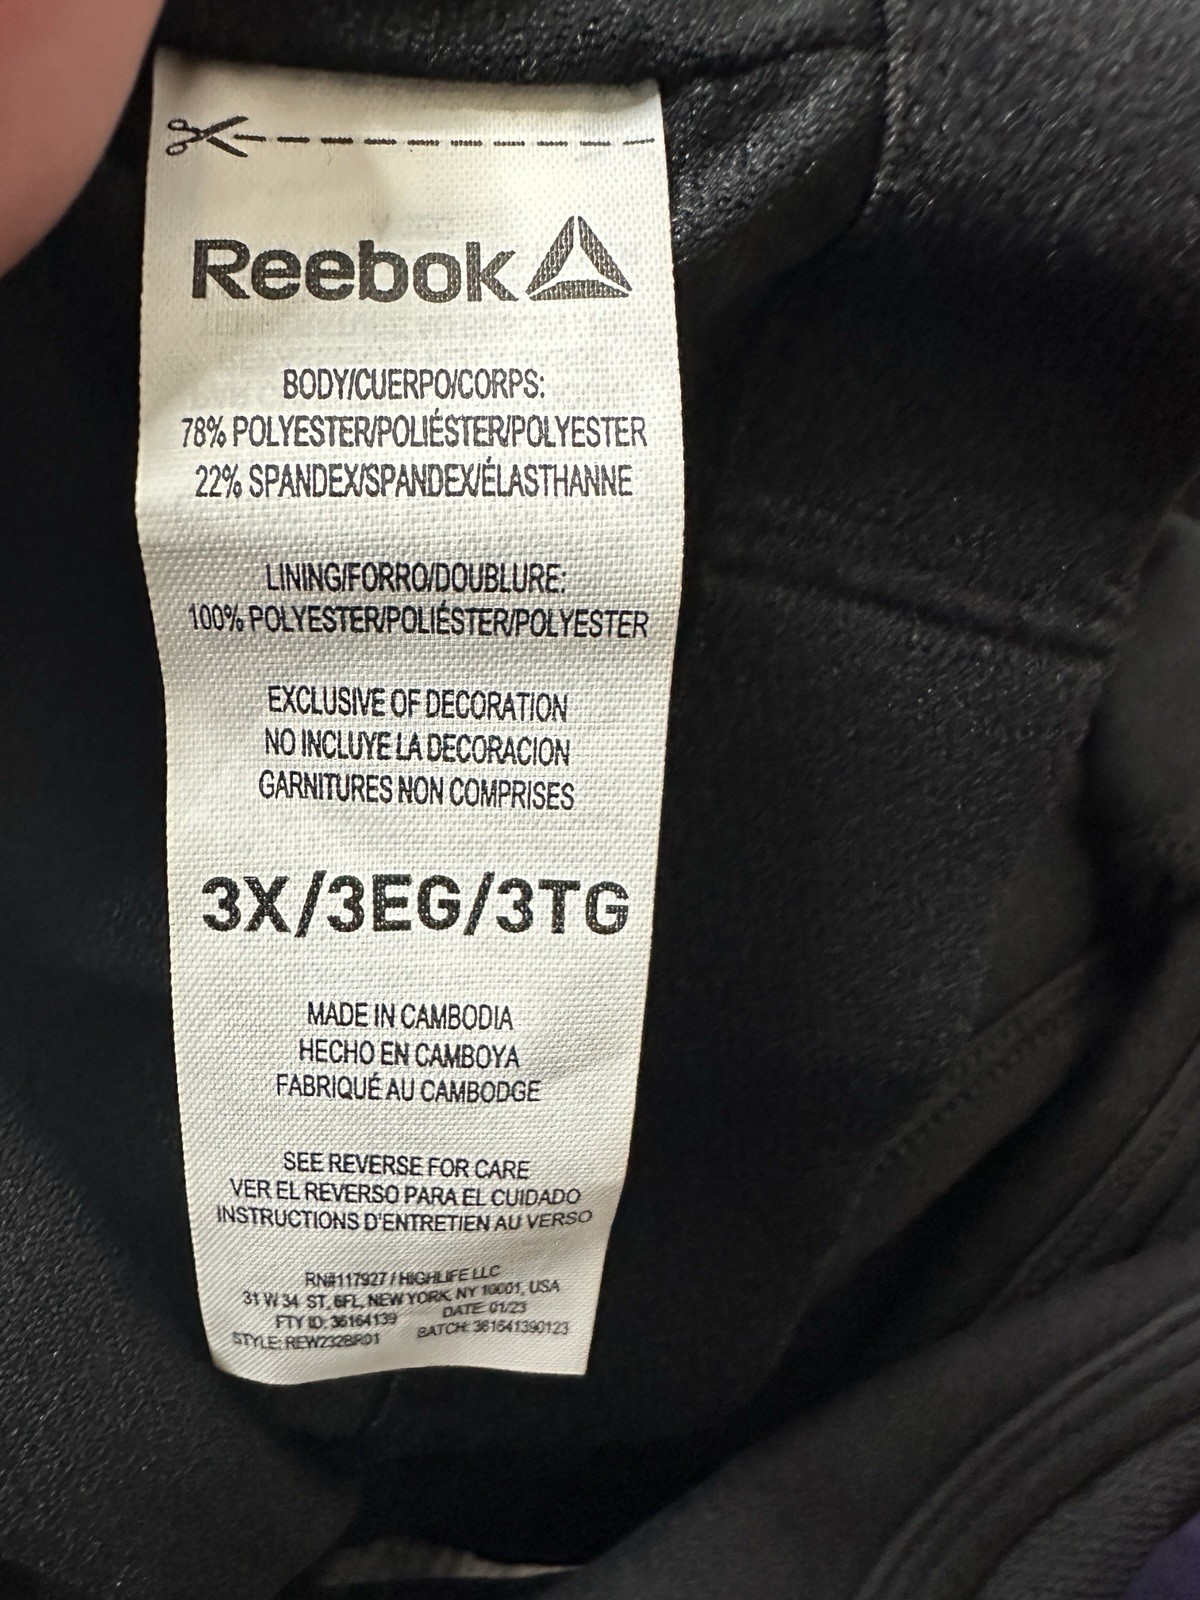 Reebok
BODY/CUERPO/CORPS:
78% POLYESTER/POLIÉSTER/POLYESTER
22% SPANDEX/SPANDEX/ÉLASTHANNE
LINING/FORRO/DOUBLURE:
100% POLYESTER/POLIÉSTER/POLYESTER
EXCLUSIVE OF DECORATION
NO INCLUYE LA DECORACION
GARNITURES NON COMPRISES
3X/3EG/3TG
MADE IN CAMBODIA
HECHO EN CAMBOYA
FABRIQUÉ AU CAMBODGE
SEE REVERSE FOR CARE
VER EL REVERSO PARA EL CUIDADO
INSTRUCTIONS D'ENTRETIEN AU VERSO
RN#117927 / HIGHLIFE LLC
31 W 34 ST, 6FL, NEW YORK, NY 10001, USA
FTY ID: 36164139 DATE: 01/23
STYLE: REW232BR01 BATCH: 361641390123